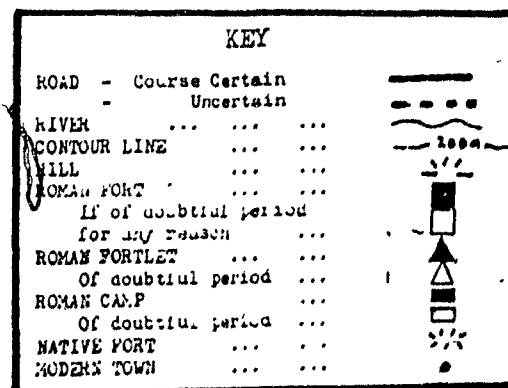 KEY
ROAD - Course Certain
- Uncertain
RIVER ... ... ...
CONTOUR LINE ... ... 200m
HILL ... ...
ROMAN FORT ... ...
If of doubtful period
for any reason ...
ROMAN FORTLET ... ...
Of doubtful period ...
ROMAN CAMP ...
Of doubtful period ...
NATIVE FORT ... ...
MODERN TOWN ... ...